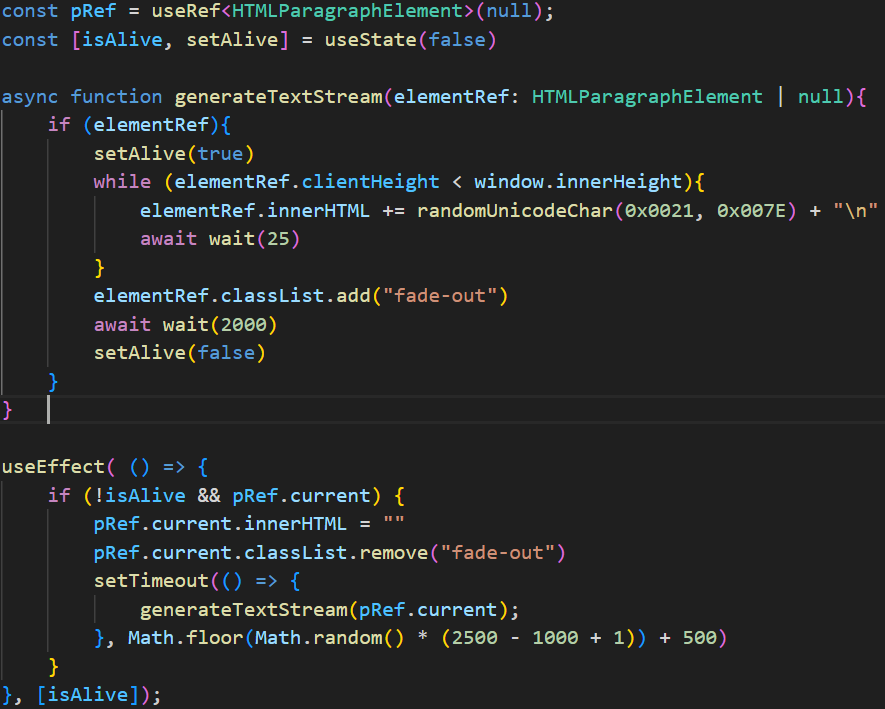 const pRef = useRef<HTMLParagraphElement>(null);
const [isAlive, setAlive] = useState(false)

async function generateTextStream(elementRef: HTMLParagraphElement | null){
    if (elementRef){
        setAlive(true)
        while (elementRef.clientHeight < window.innerHeight){
            elementRef.innerHTML += randomUnicodeChar(0x0021, 0x007E) + "\n"
            await wait(25)
        }
        elementRef.classList.add("fade-out")
        await wait(2000)
        setAlive(false)
    }
}

useEffect( () => {
    if (!isAlive && pRef.current) {
        pRef.current.innerHTML = ""
        pRef.current.classList.remove("fade-out")
        setTimeout(() => {
            generateTextStream(pRef.current);
        }, Math.floor(Math.random() * (2500 - 1000 + 1)) + 500)
    }
}, [isAlive]);